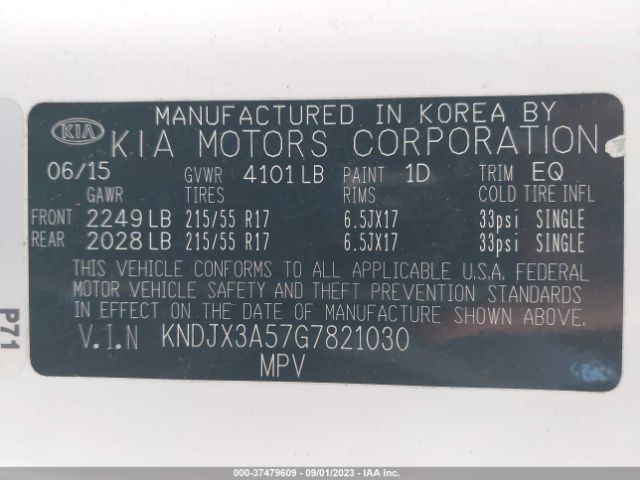 MANUFACTURED IN KOREA BY
KIA KIA MOTORS CORPORATION
06/15 GVWR 4101 LB PAINT 1D TRIM EQ
GAWR TIRES RIMS COLD TIRE INFL
FRONT 2249 LB 215/55 R17 6.5JX17 33psi SINGLE
REAR 2028 LB 215/55 R17 6.5JX17 33psi SINGLE
THIS VEHICLE CONFORMS TO ALL APPLICABLE U.S.A. FEDERAL
MOTOR VEHICLE SAFETY AND THEFT PREVENTION STANDARDS
IN EFFECT ON THE DATE OF MANUFACTURE SHOWN ABOVE.
V.I.N KNDJX3A57G7821030
MPV
P71
000-37479609 - 09/01/2023 - IAAI.COM